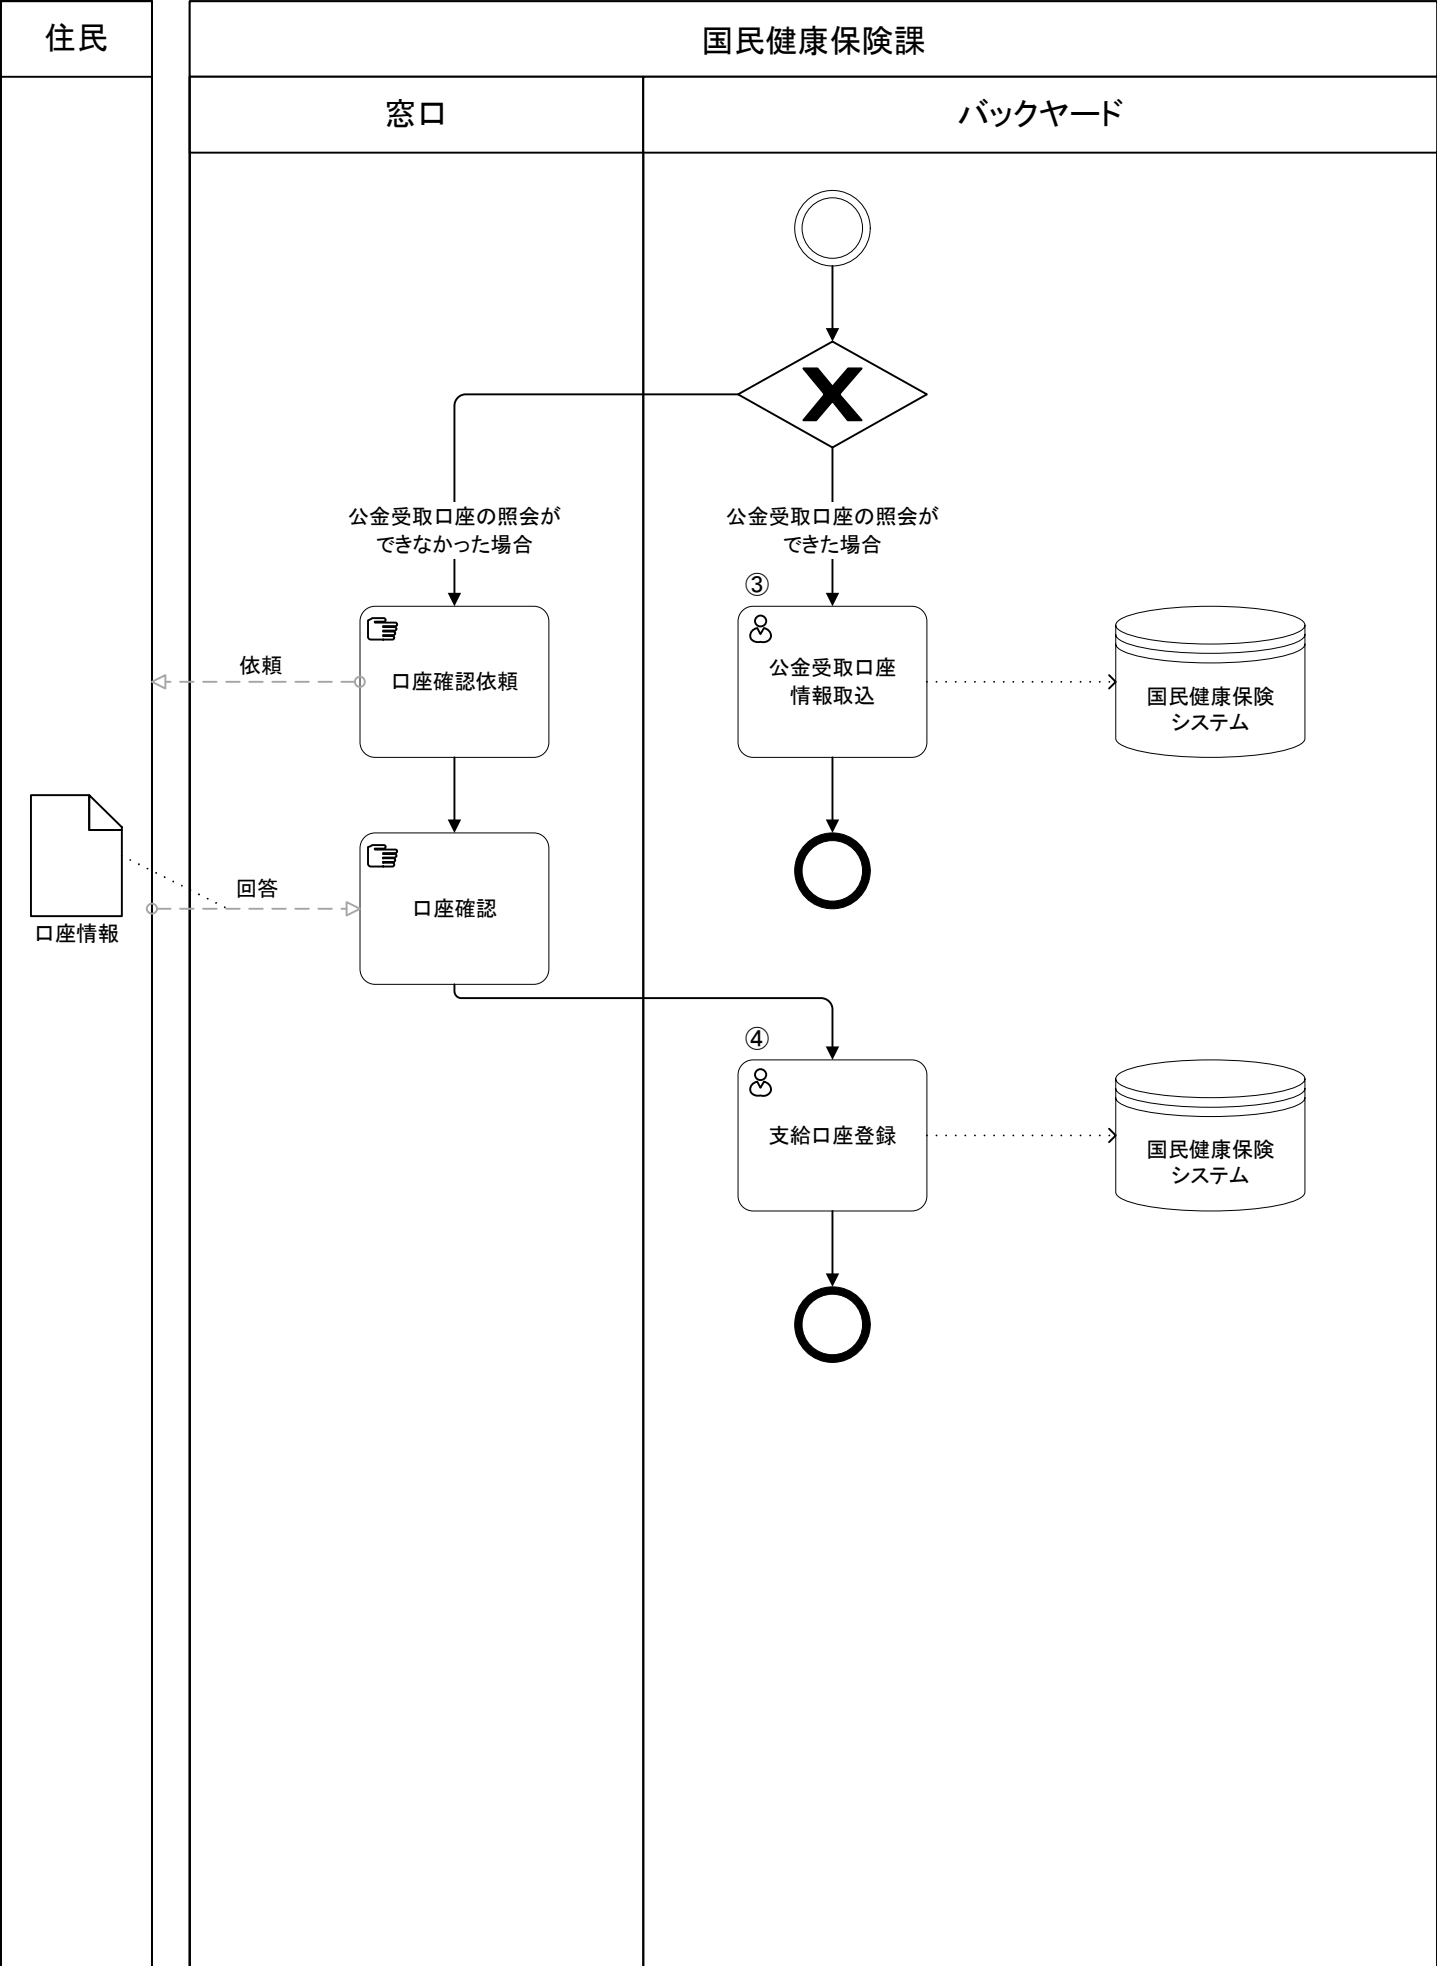 住民
国民健康保険課
窓口
バックヤード
公金受取口座の照会が
できなかった場合
公金受取口座の照会が
できた場合
③
依頼
口座確認依頼
公金受取口座
情報取込
国民健康保険
システム
口座情報
回答
口座確認
④
支給口座登録
国民健康保険
システム